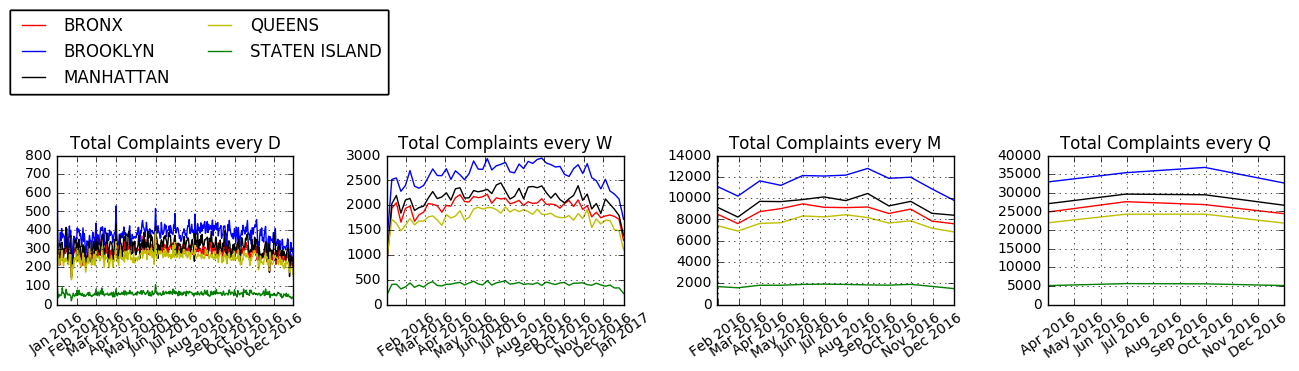 BRONX
BROOKLYN
MANHATTAN
QUEENS
STATEN ISLAND
Total Complaints every D
800
700
600
500
400
300
200
100
0
Jan 2016
Feb 2016
Mar 2016
Apr 2016
May 2016
Jun 2016
Jul 2016
Aug 2016
Sep 2016
Oct 2016
Nov 2016
Dec 2016
Total Complaints every W
3000
2500
2000
1500
1000
500
0
Feb 2016
Mar 2016
Apr 2016
May 2016
Jun 2016
Jul 2016
Aug 2016
Sep 2016
Oct 2016
Nov 2016
Dec 2016
Jan 2017
Total Complaints every M
14000
12000
10000
8000
6000
4000
2000
0
Feb 2016
Mar 2016
Apr 2016
May 2016
Jun 2016
Jul 2016
Aug 2016
Sep 2016
Oct 2016
Nov 2016
Dec 2016
Total Complaints every Q
40000
35000
30000
25000
20000
15000
10000
5000
0
Apr 2016
May 2016
Jun 2016
Jul 2016
Aug 2016
Sep 2016
Oct 2016
Nov 2016
Dec 2016